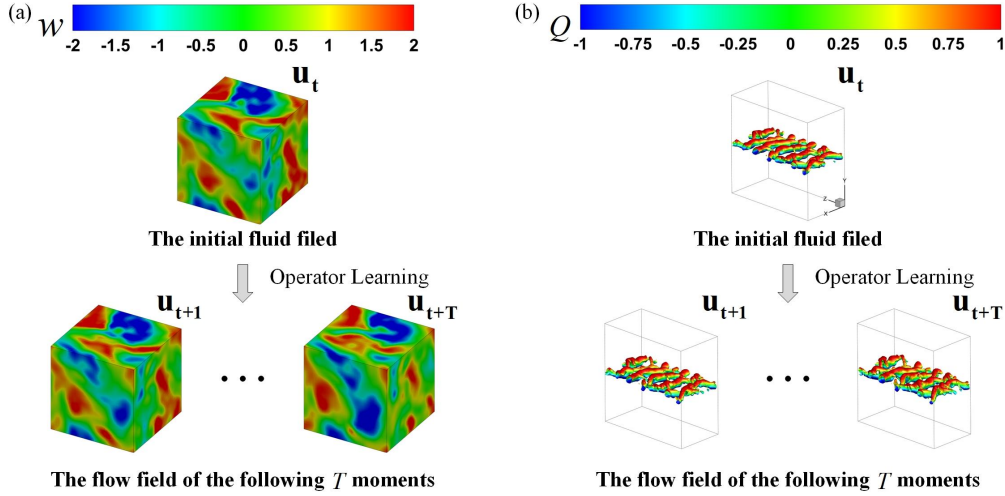 (a)
w
-2 -1.5 -1 -0.5 0 0.5 1 1.5 2
u_t
The initial fluid filed
Operator Learning
u_t+1
u_t+T
• • •
The flow field of the following T moments
(b)
Q
-1 -0.75 -0.5 -0.25 0 0.25 0.5 0.75 1
u_t
Y
Z
X
The initial fluid filed
Operator Learning
u_t+1
u_t+T
• • •
The flow field of the following T moments